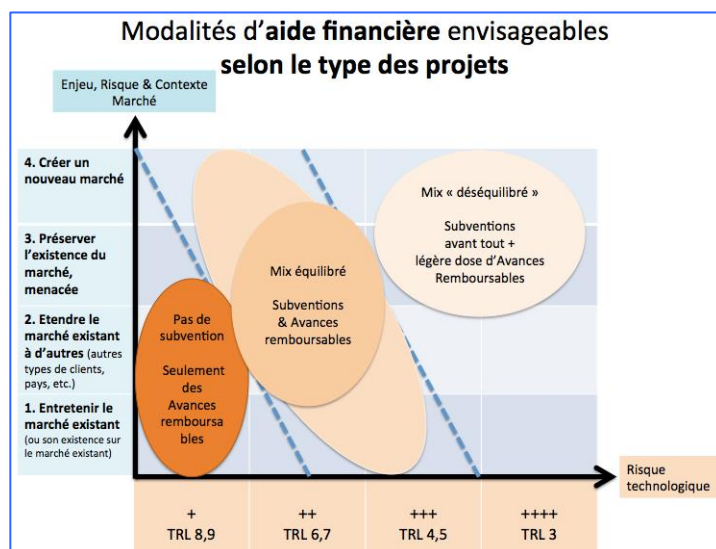 Modalités d'aide financière envisageables
selon le type des projets
Enjeu, Risque & Contexte
Marché
4. Créer un
nouveau marché
3. Préserver
l'existence du
marché,
menacée
2. Etendre le
marché existant
à d'autres (autres
types de clients,
pays, etc.)
1. Entretenir le
marché existant
(ou son existence sur
le marché existant)
Pas de
subvention
Seulement
des
Avances
remboursa
bles
Mix équilibré
Subventions
& Avances
remboursables
Mix « déséquilibré »
Subventions
avant tout +
légère dose d'Avances
Remboursables
Risque
technologique
+
TRL 8,9
++
TRL 6,7
+++
TRL 4,5
++++
TRL 3